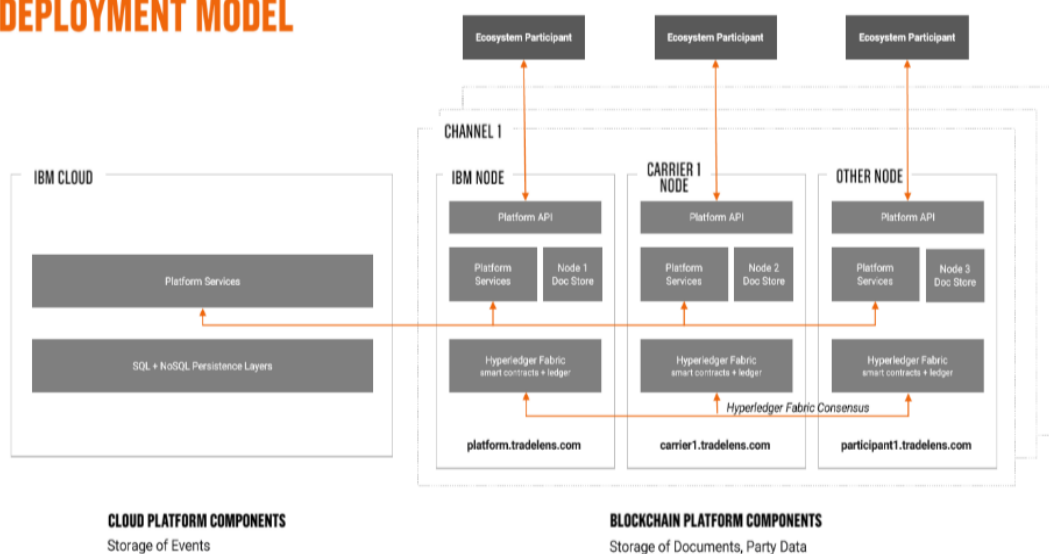 DEPLOYMENT MODEL
Ecosystem Participant
Ecosystem Participant
Ecosystem Participant
CHANNEL 1
IBM CLOUD
Platform Services
SQL + NoSQL Persistence Layers
IBM NODE
Platform API
Platform
Services
Node 1
Doc Store
Hyperledger Fabric
smart contracts + ledger
platform.tradelens.com
CARRIER 1
NODE
Platform API
Platform
Services
Node 2
Doc Store
Hyperledger Fabric
smart contracts + ledger
carrier1.tradelens.com
OTHER NODE
Platform API
Platform
Services
Node 3
Doc Store
Hyperledger Fabric
smart contracts + ledger
participant1.tradelens.com
Hyperledger Fabric Consensus
CLOUD PLATFORM COMPONENTS
Storage of Events
BLOCKCHAIN PLATFORM COMPONENTS
Storage of Documents, Party Data